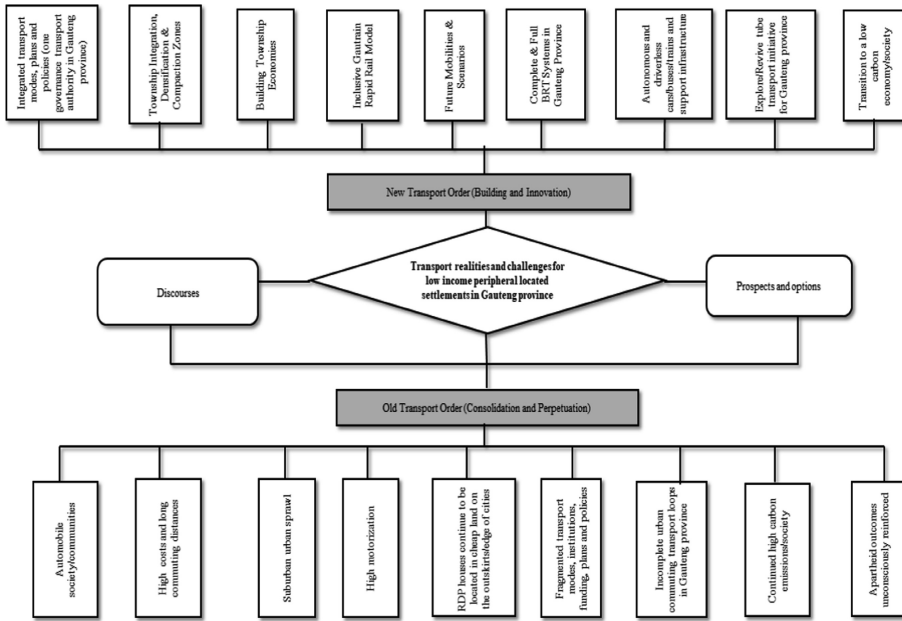 Integrated transport
modes, plans and
policies (one
governance transport
authority in Gauteng
province)
Township Integration,
Densification &
Compaction Zones
Building Township
Economies
Inclusive Gautrain
Rapid Rail Model
Future Mobilities &
Scenarios
Complete & Full
BRT Systems in
Gauteng Province
Autonomous and
driverless
cars/busses/trains and
support infrastructure
Explore/Revive tube
transport initiative
for Gauteng province
Transition to a low
carbon
economy/society
New Transport Order (Building and Innovation)
Discourses
Transport realities and challenges for
low income peripheral located
settlements in Gauteng province
Prospects and options
Old Transport Order (Consolidation and Perpetuation)
Automobile
society/communities
High costs and long
commuting distances
Suburban urban sprawl
High motorization
RDP houses continue to be
located in cheap land on
the outskirts/edge of cities
Fragmented transport
modes, institutions,
funding, plans and policies
Incomplete urban
commuting transport loops
in Gauteng province
Continued high carbon
emissions/society
Apartheid outcomes
unconsciously reinforced